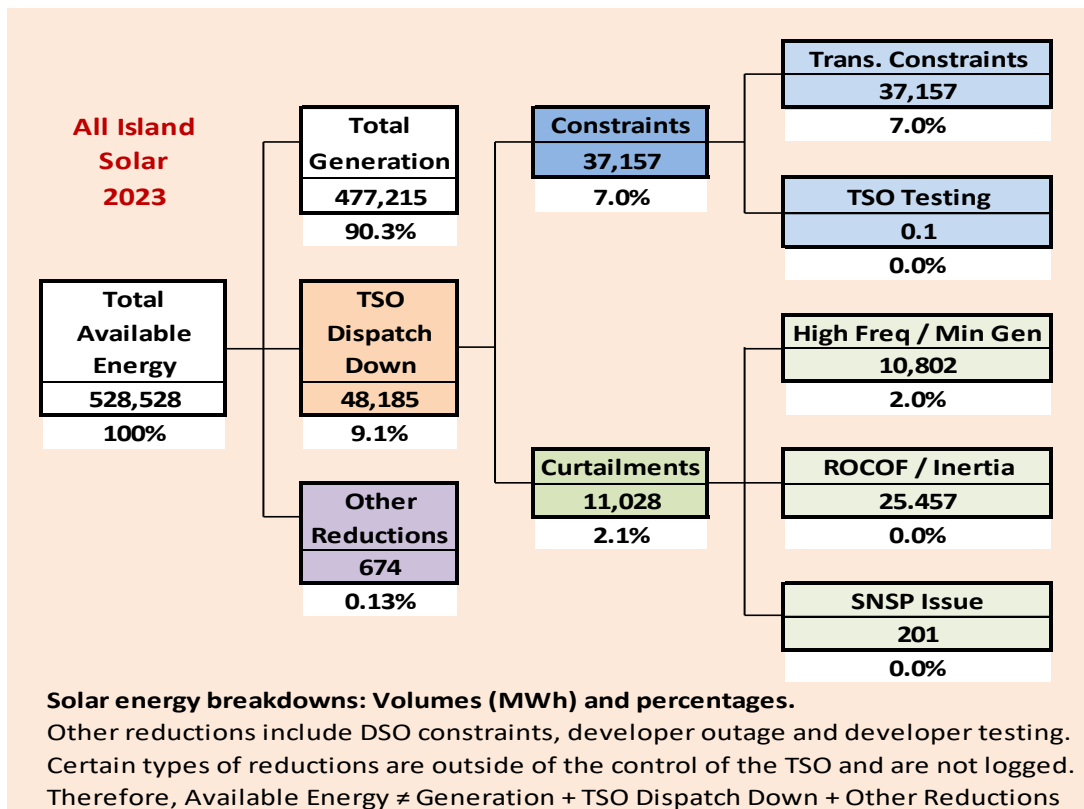 All Island
Solar
2023
Total
Available
Energy
528,528
100%
Total
Generation
477,215
90.3%
TSO
Dispatch
Down
48,185
9.1%
Other
Reductions
674
0.13%
Constraints
37,157
7.0%
Curtailments
11,028
2.1%
Trans. Constraints
37,157
7.0%
TSO Testing
0.1
0.0%
High Freq / Min Gen
10,802
2.0%
ROCOF / Inertia
25.457
0.0%
SNSP Issue
201
0.0%
Solar energy breakdowns: Volumes (MWh) and percentages.
Other reductions include DSO constraints, developer outage and developer testing.
Certain types of reductions are outside of the control of the TSO and are not logged.
Therefore, Available Energy ≠ Generation + TSO Dispatch Down + Other Reductions